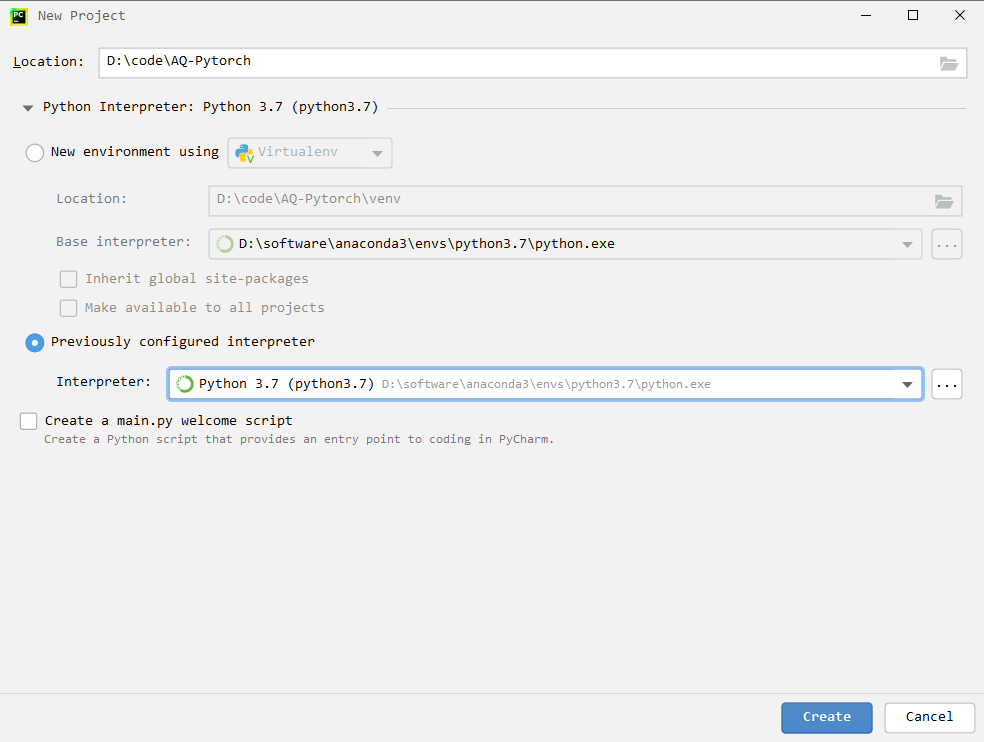 PC New Project
Location: D:\code\AQ-Pytorch
Python Interpreter: Python 3.7 (python3.7)
New environment using Virtualenv
Location: D:\code\AQ-Pytorch\venv
Base interpreter: D:\software\anaconda3\envs\python3.7\python.exe ...
Inherit global site-packages
Make available to all projects
Previously configured interpreter
Interpreter: Python 3.7 (python3.7) D:\software\anaconda3\envs\python3.7\python.exe ...
Create a main.py welcome script
Create a Python script that provides an entry point to coding in PyCharm.
Create Cancel